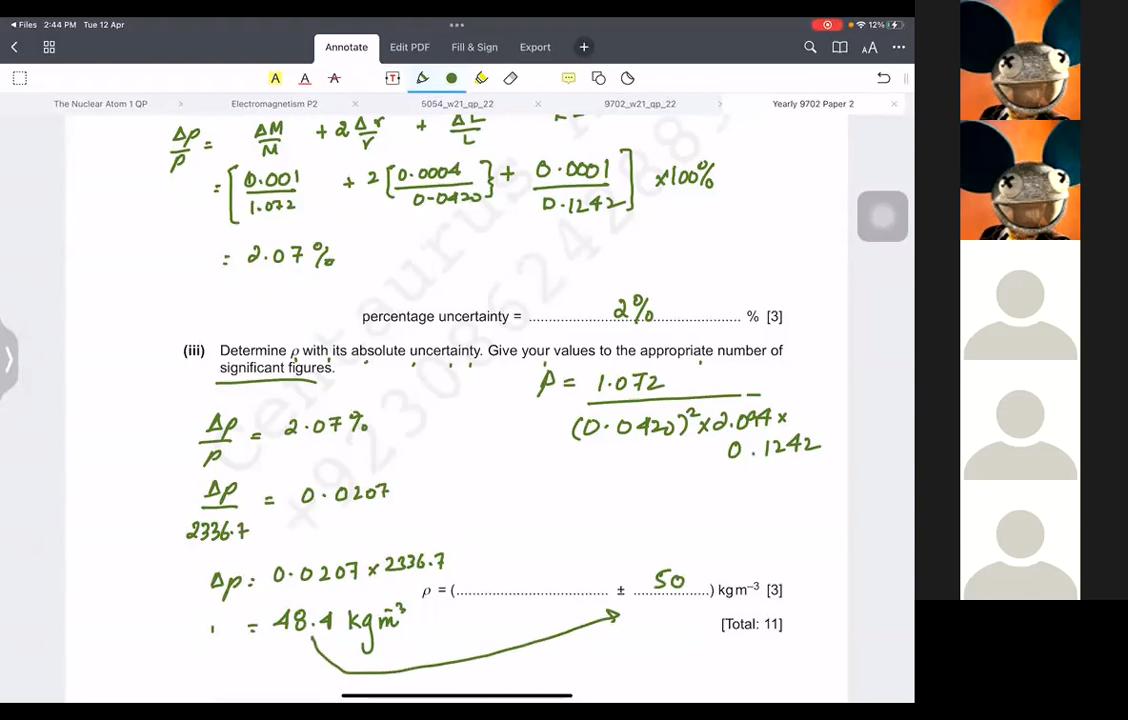 Files 2:44 PM Tue 12 Apr 12%
Annotate Edit PDF Fill & Sign Export
The Nuclear Atom 1 QP Electromagnetism P2 5054_w21_qp_22 9702_w21_qp_22 Yearly 9702 Paper 2
Δρ/ρ = ΔM/M + 2 Δr/r + ΔL/L
= [0.001/1.072 + 2 [0.0004/0.0420} + 0.0001/0.1242] ×100%
= 2.07 %
percentage uncertainty = ........ 2% ........ % [3]
(iii) Determine ρ with its absolute uncertainty. Give your values to the appropriate number of
significant figures.
ρ = 1.072 / (0.0420)² × 2.094 × 0.1242
Δρ/ρ = 2.07 %
Δρ/2336.7 = 0.0207
Δρ = 0.0207 × 2336.7
ρ = (........ ± 50 ........) kg m⁻³ [3]
= 48.4 kg m⁻³
[Total: 11]
Centaurus
+923086242489